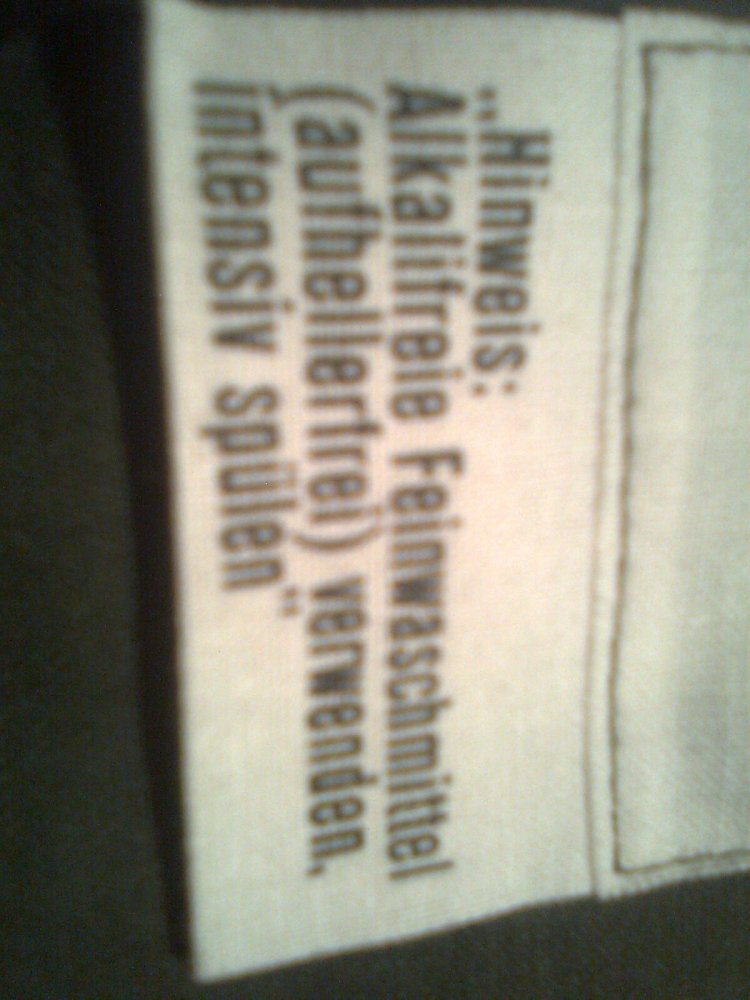 „Hinweis:
Alkalifreie Feinwaschmittel
(aufhellerfrei) verwenden,
intensiv spülen“